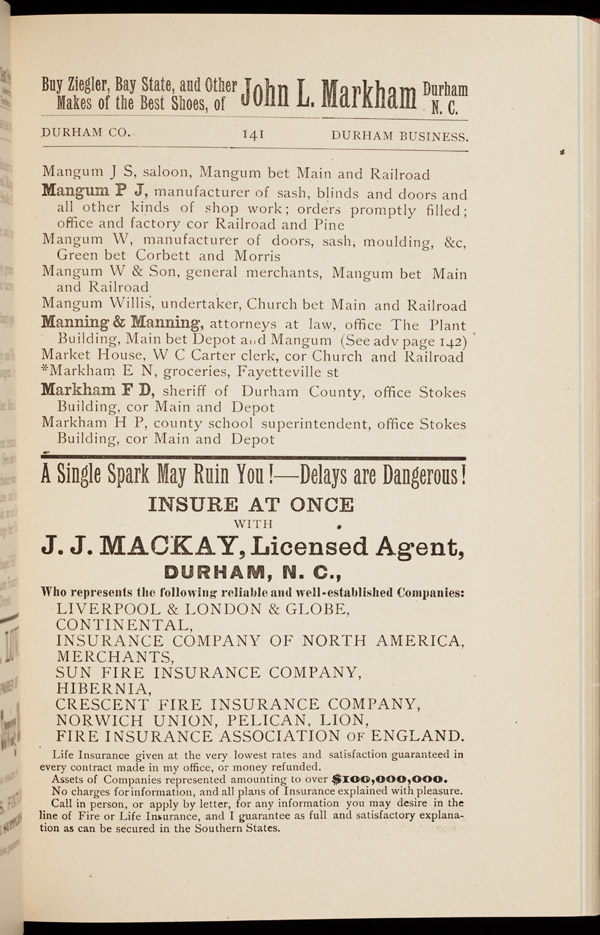 Buy Ziegler, Bay State, and Other Makes of the Best Shoes, of John L. Markham Durham N. C.
DURHAM CO. 141 DURHAM BUSINESS.
Mangum J S, saloon, Mangum bet Main and Railroad
Mangum P J, manufacturer of sash, blinds and doors and
all other kinds of shop work; orders promptly filled;
office and factory cor Railroad and Pine
Mangum W, manufacturer of doors, sash, moulding, &c,
Green bet Corbett and Morris
Mangum W & Son, general merchants, Mangum bet Main
and Railroad
Mangum Willis, undertaker, Church bet Main and Railroad
Manning & Manning, attorneys at law, office The Plant
Building, Main bet Depot and Mangum (See adv page 142)
Market House, W C Carter clerk, cor Church and Railroad
*Markham E N, groceries, Fayetteville st
Markham F D, sheriff of Durham County, office Stokes
Building, cor Main and Depot
Markham H P, county school superintendent, office Stokes
Building, cor Main and Depot
A Single Spark May Ruin You!—Delays are Dangerous!
INSURE AT ONCE
WITH
J. J. MACKAY, Licensed Agent,
DURHAM, N. C.,
Who represents the following reliable and well-established Companies:
LIVERPOOL & LONDON & GLOBE,
CONTINENTAL,
INSURANCE COMPANY OF NORTH AMERICA,
MERCHANTS,
SUN FIRE INSURANCE COMPANY,
HIBERNIA,
CRESCENT FIRE INSURANCE COMPANY,
NORWICH UNION, PELICAN, LION,
FIRE INSURANCE ASSOCIATION OF ENGLAND.
Life Insurance given at the very lowest rates and satisfaction guaranteed in
every contract made in my office, or money refunded.
Assets of Companies represented amounting to over $100,000,000.
No charges for information, and all plans of Insurance explained with pleasure.
Call in person, or apply by letter, for any information you may desire in the
line of Fire or Life Insurance, and I guarantee as full and satisfactory explana-
tion as can be secured in the Southern States.